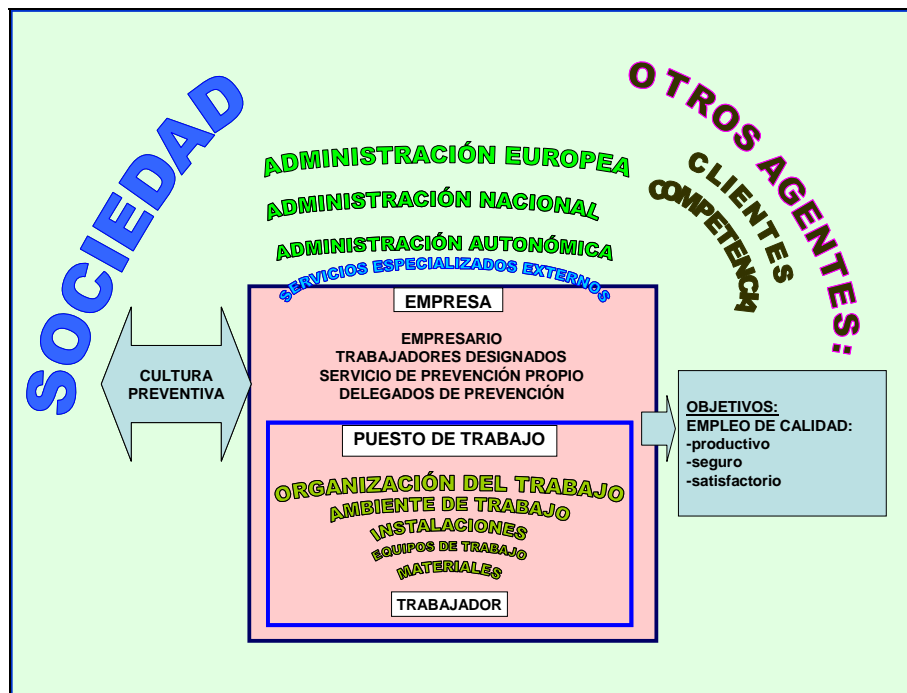 SOCIEDAD
ADMINISTRACIÓN EUROPEA
ADMINISTRACIÓN NACIONAL
ADMINISTRACIÓN AUTONÓMICA
SERVICIOS ESPECIALIZADOS EXTERNOS
OTROS AGENTES:
CLIENTES
COMPETENCIA
CULTURA
PREVENTIVA
EMPRESA
EMPRESARIO
TRABAJADORES DESIGNADOS
SERVICIO DE PREVENCIÓN PROPIO
DELEGADOS DE PREVENCIÓN
PUESTO DE TRABAJO
ORGANIZACIÓN DEL TRABAJO
AMBIENTE DE TRABAJO
INSTALACIONES
EQUIPOS DE TRABAJO
MATERIALES
TRABAJADOR
OBJETIVOS:
EMPLEO DE CALIDAD:
-productivo
-seguro
-satisfactorio